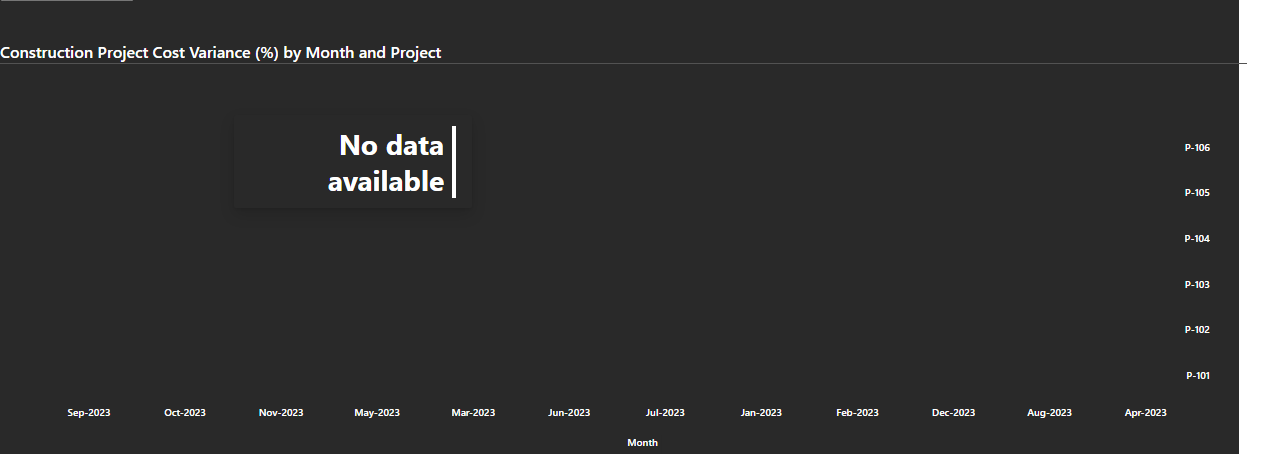 Construction Project Cost Variance (%) by Month and Project
No data
available
P-106
P-105
P-104
P-103
P-102
P-101
Sep-2023 Oct-2023 Nov-2023 May-2023 Mar-2023 Jun-2023 Jul-2023 Jan-2023 Feb-2023 Dec-2023 Aug-2023 Apr-2023
Month